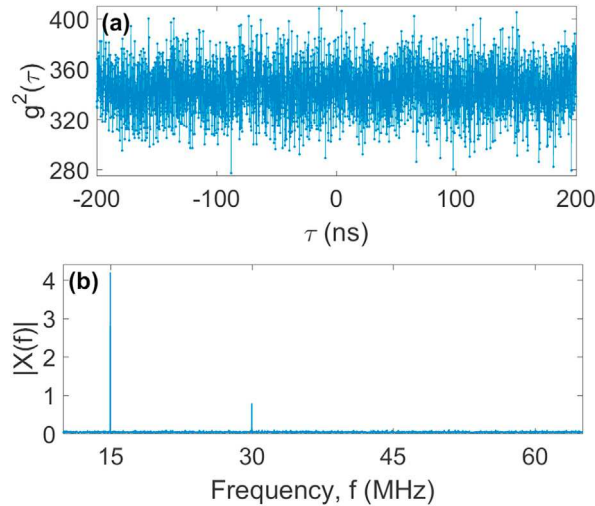 (a)
400
360
320
280
g²(τ)
-200 -100 0 100 200
τ (ns)
(b)
4
3
2
1
0
|X(f)|
15 30 45 60
Frequency, f (MHz)